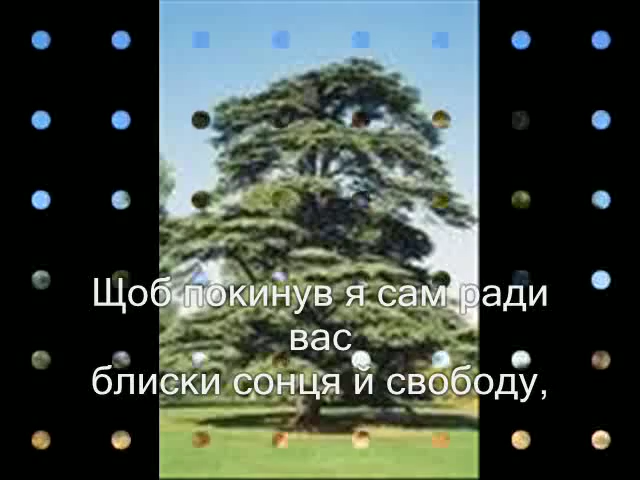 Щоб покинув я сам ради
вас
блиски сонця й свободу,